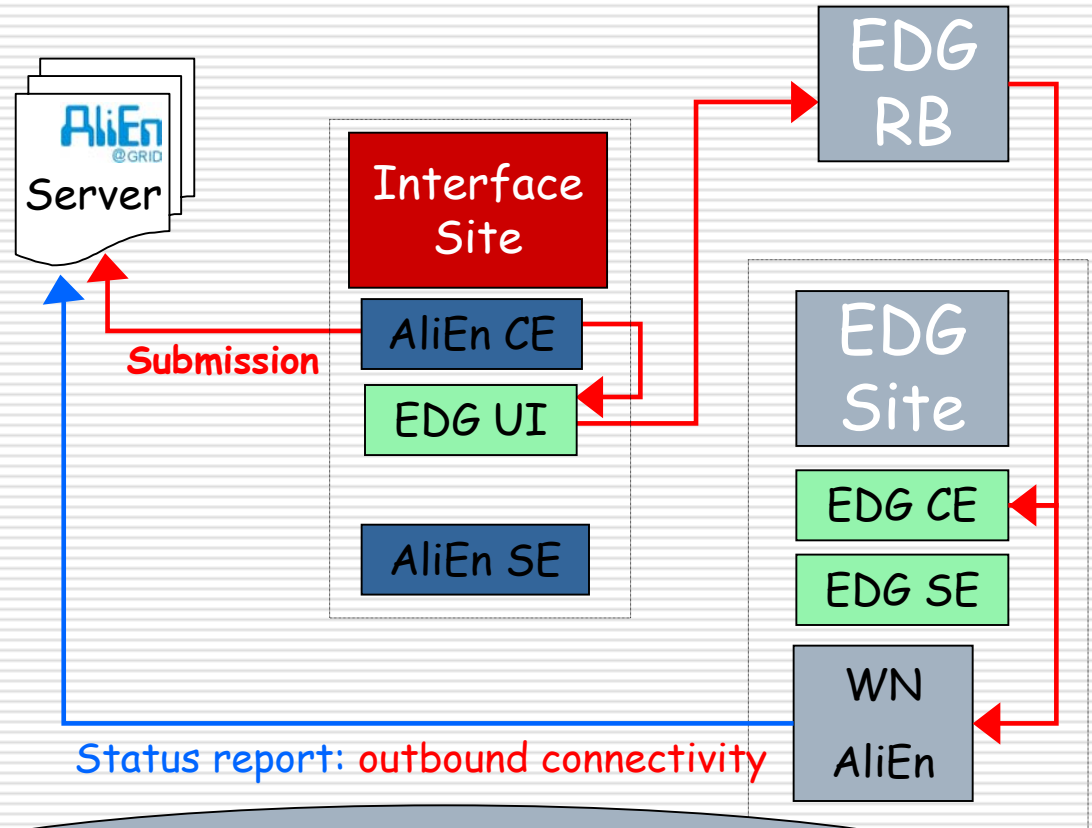 EDG
RB
AliEn
@GRID
Server
Interface
Site
AliEn CE
Submission
EDG UI
AliEn SE
EDG
Site
EDG CE
EDG SE
WN
AliEn
Status report: outbound connectivity